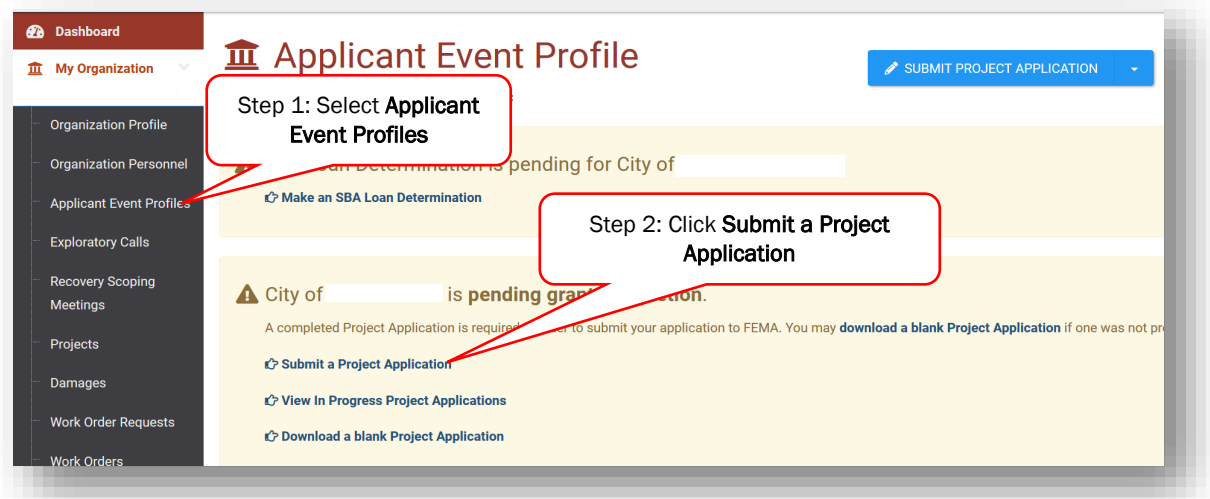 Dashboard
My Organization
Organization Profile
Organization Personnel
Applicant Event Profiles
Exploratory Calls
Recovery Scoping
Meetings
Projects
Damages
Work Order Requests
Work Orders
Applicant Event Profile
SUBMIT PROJECT APPLICATION
Step 1: Select Applicant
Event Profiles
Determination is pending for City of
Make an SBA Loan Determination
Step 2: Click Submit a Project
Application
City of is pending
A completed Project Application is required to submit your application to FEMA. You may download a blank Project Application if one was not
Submit a Project Application
View In Progress Project Applications
Download a blank Project Application